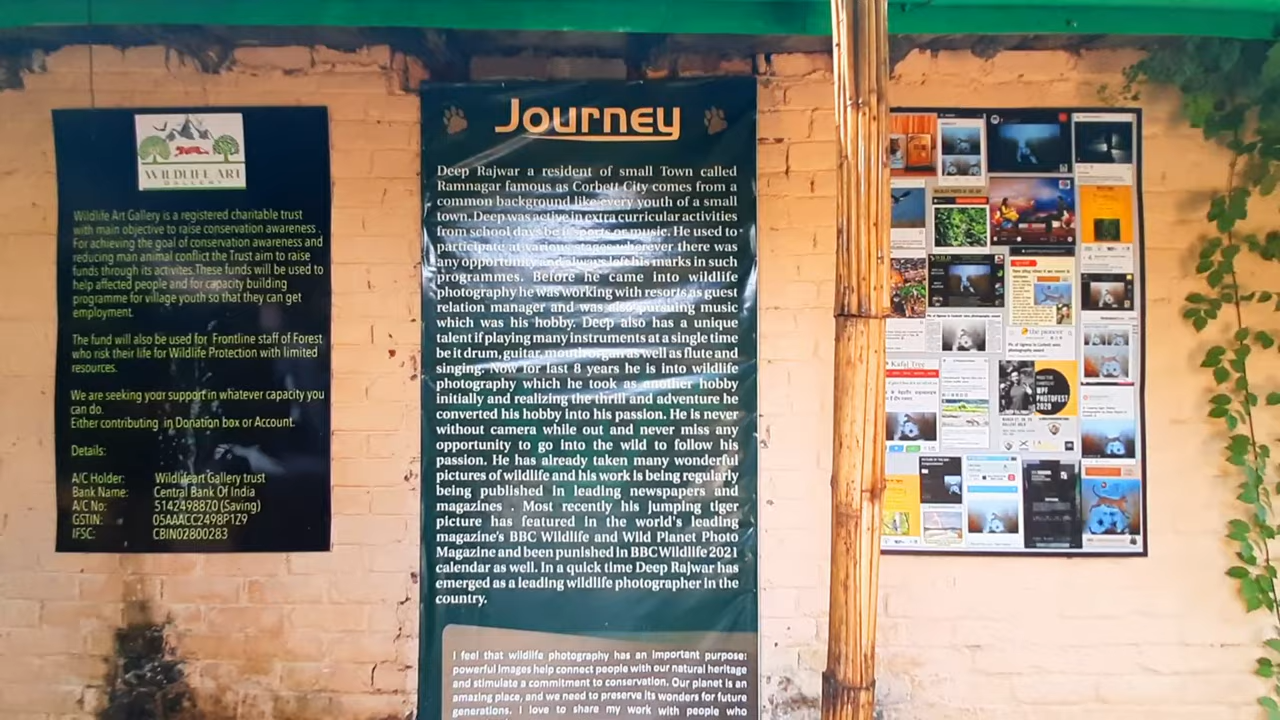 WILDLIFE ART
GALLERY
Wildlife Art Gallery is a registered charitable trust
with main objective to raise conservation awareness .
For achieving the goal of conservation awareness and
reducing man animal conflict the Trust aim to raise
funds through its activites.These funds will be used to
help affected people and for capacity building
programme for village youth so that they can get
employment.
The fund will also be used for Frontline staff of Forest
who risk their life for Wildlife Protection with limited
resources.
We are seeking your support in whatever capacity you
can do.
Either contributing in Donation box or Account.
Details:
A/C Holder: Wildlifeart Gallery trust
Bank Name: Central Bank Of India
A/C No: 5142498870 (Saving)
GSTIN: 05AAACC2498P1Z9
IFSC: CBIN02800283
Journey
Deep Rajwar a resident of small Town called
Ramnagar famous as Corbett City comes from a
common background like every youth of a small
town. Deep was active in extra curricular activities
from school days be it sports or music. He used to
participate at various stages wherever there was
any opportunity and always left his marks in such
programmes. Before he came into wildlife
photography he was working with resorts as guest
relation manager and was also pursuing music
which was his hobby. Deep also has a unique
talent in playing many instruments at a single time
be it drum, guitar, mouth organ as well as flute and
singing. Now for last 8 years he is into wildlife
photography which he took as another hobby
initially and realizing the thrill and adventure he
converted his hobby into his passion. He is never
without camera while out and never miss any
opportunity to go into the wild to follow his
passion. He has already taken many wonderful
pictures of wildlife and his work is being regularly
being published in leading newspapers and
magazines . Most recently his jumping tiger
picture has featured in the world's leading
magazine's BBC Wildlife and Wild Planet Photo
Magazine and been punished in BBC Wildlife 2021
calendar as well. In a quick time Deep Rajwar has
emerged as a leading wildlife photographer in the
country.
I feel that wildlife photography has an important purpose:
powerful images help connect people with our natural heritage
and stimulate a commitment to conservation. Our planet is an
amazing place, and we need to preserve its wonders for future
generations. I love to share my work with people who
the pioneer
Kafal Tree
PHOTOFEST
2020